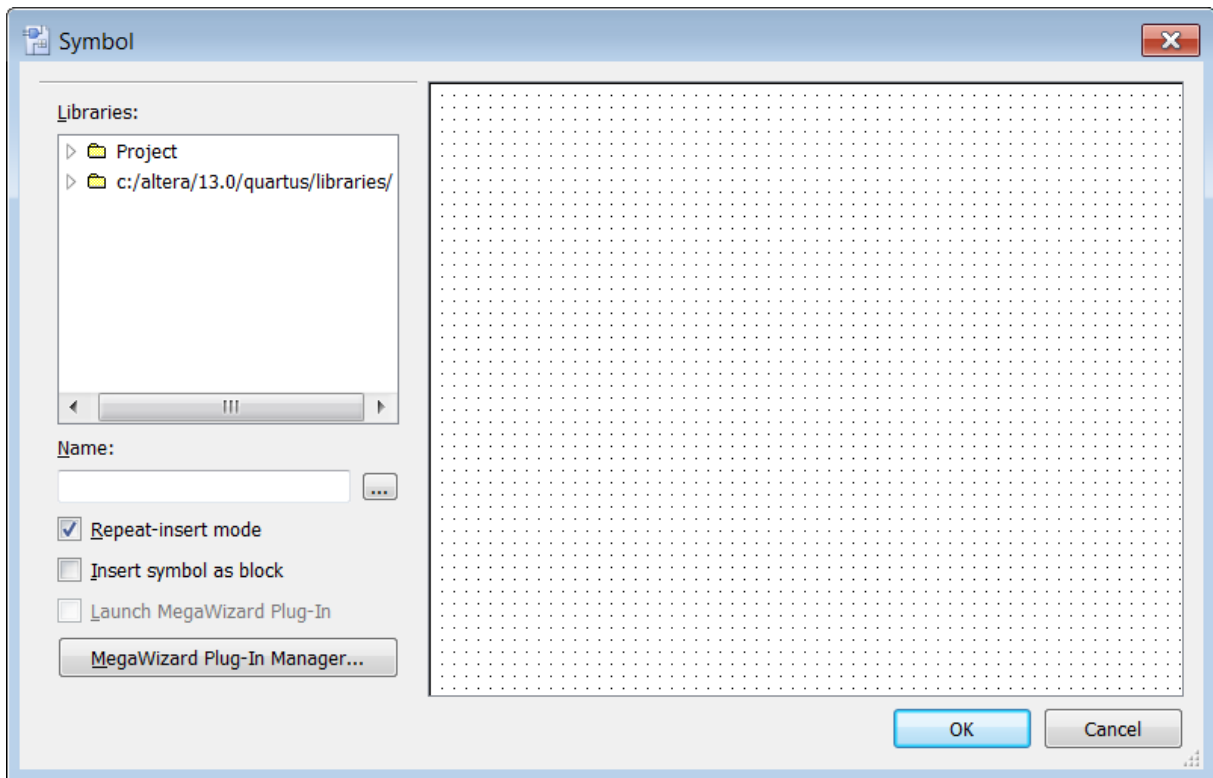 Symbol
Libraries:
Project
c:/altera/13.0/quartus/libraries/
Name:
...
Repeat-insert mode
Insert symbol as block
Launch MegaWizard Plug-In
MegaWizard Plug-In Manager...
OK Cancel